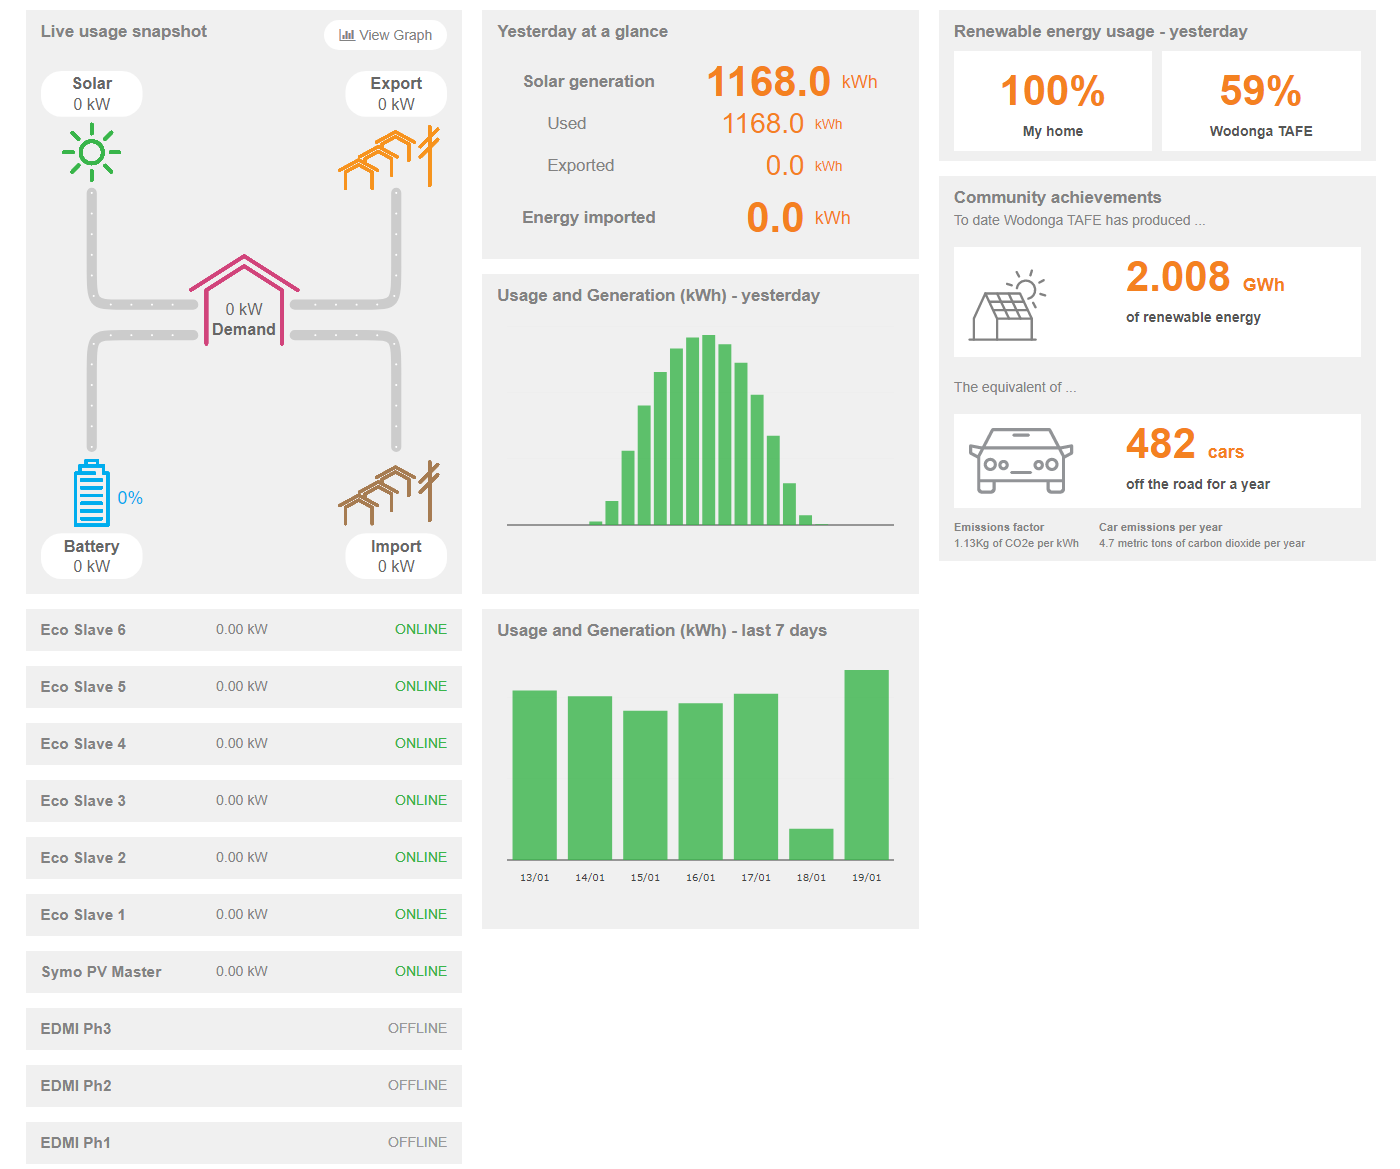 Live usage snapshot
View Graph
Solar
0 kW
Export
0 kW
0 kW
Demand
0%
Battery
0 kW
Import
0 kW
Eco Slave 6 0.00 kW ONLINE
Eco Slave 5 0.00 kW ONLINE
Eco Slave 4 0.00 kW ONLINE
Eco Slave 3 0.00 kW ONLINE
Eco Slave 2 0.00 kW ONLINE
Eco Slave 1 0.00 kW ONLINE
Symo PV Master 0.00 kW ONLINE
EDMI Ph3 OFFLINE
EDMI Ph2 OFFLINE
EDMI Ph1 OFFLINE
Yesterday at a glance
Solar generation 1168.0 kWh
Used 1168.0 kWh
Exported 0.0 kWh
Energy imported 0.0 kWh
Usage and Generation (kWh) - yesterday
Usage and Generation (kWh) - last 7 days
13/01 14/01 15/01 16/01 17/01 18/01 19/01
Renewable energy usage - yesterday
100%
My home
59%
Wodonga TAFE
Community achievements
To date Wodonga TAFE has produced ...
2.008 GWh
of renewable energy
The equivalent of ...
482 cars
off the road for a year
Emissions factor
1.13Kg of CO2e per kWh
Car emissions per year
4.7 metric tons of carbon dioxide per year